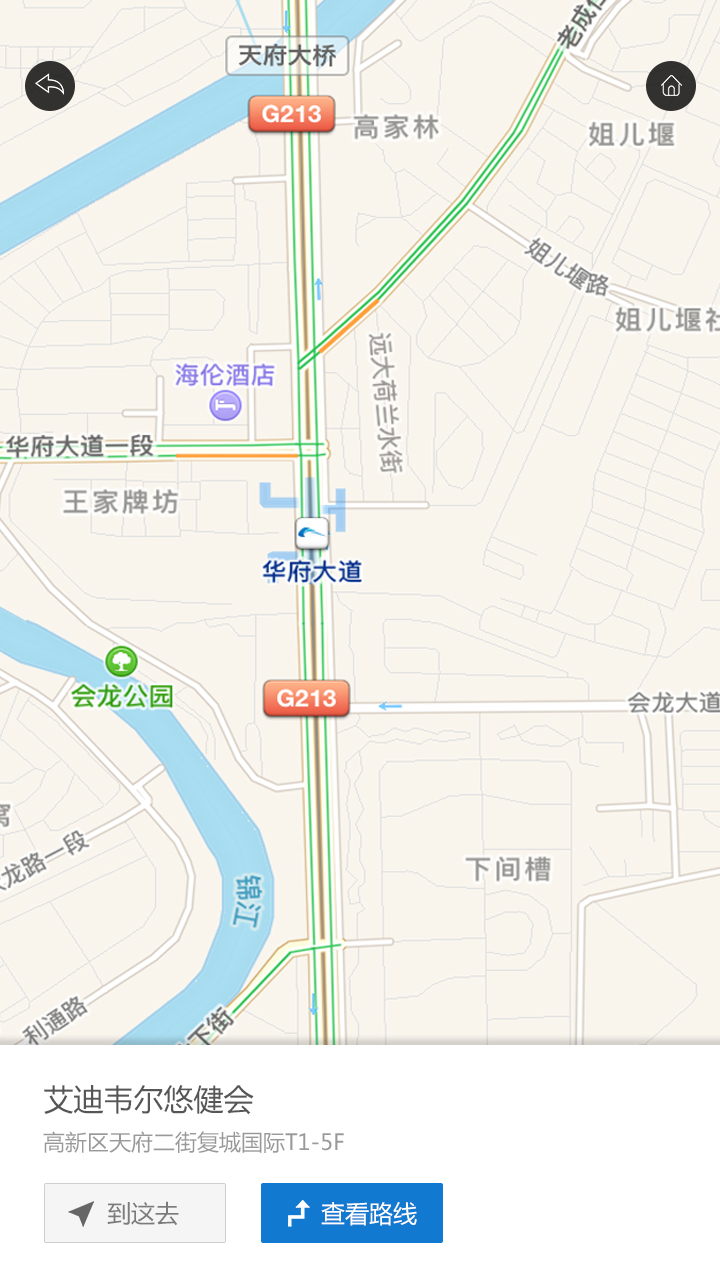 老成仁
天府大桥
G213
高家林
姐儿堰
姐儿堰路
姐儿堰社
远大荷兰水街
海伦酒店
华府大道一段
王家牌坊
华府大道
会龙公园
G213
会龙大道
龙路一段
下间槽
锦江
利通路
下街
艾迪韦尔悠健会
高新区天府二街复城国际T1-5F
到这去
查看路线